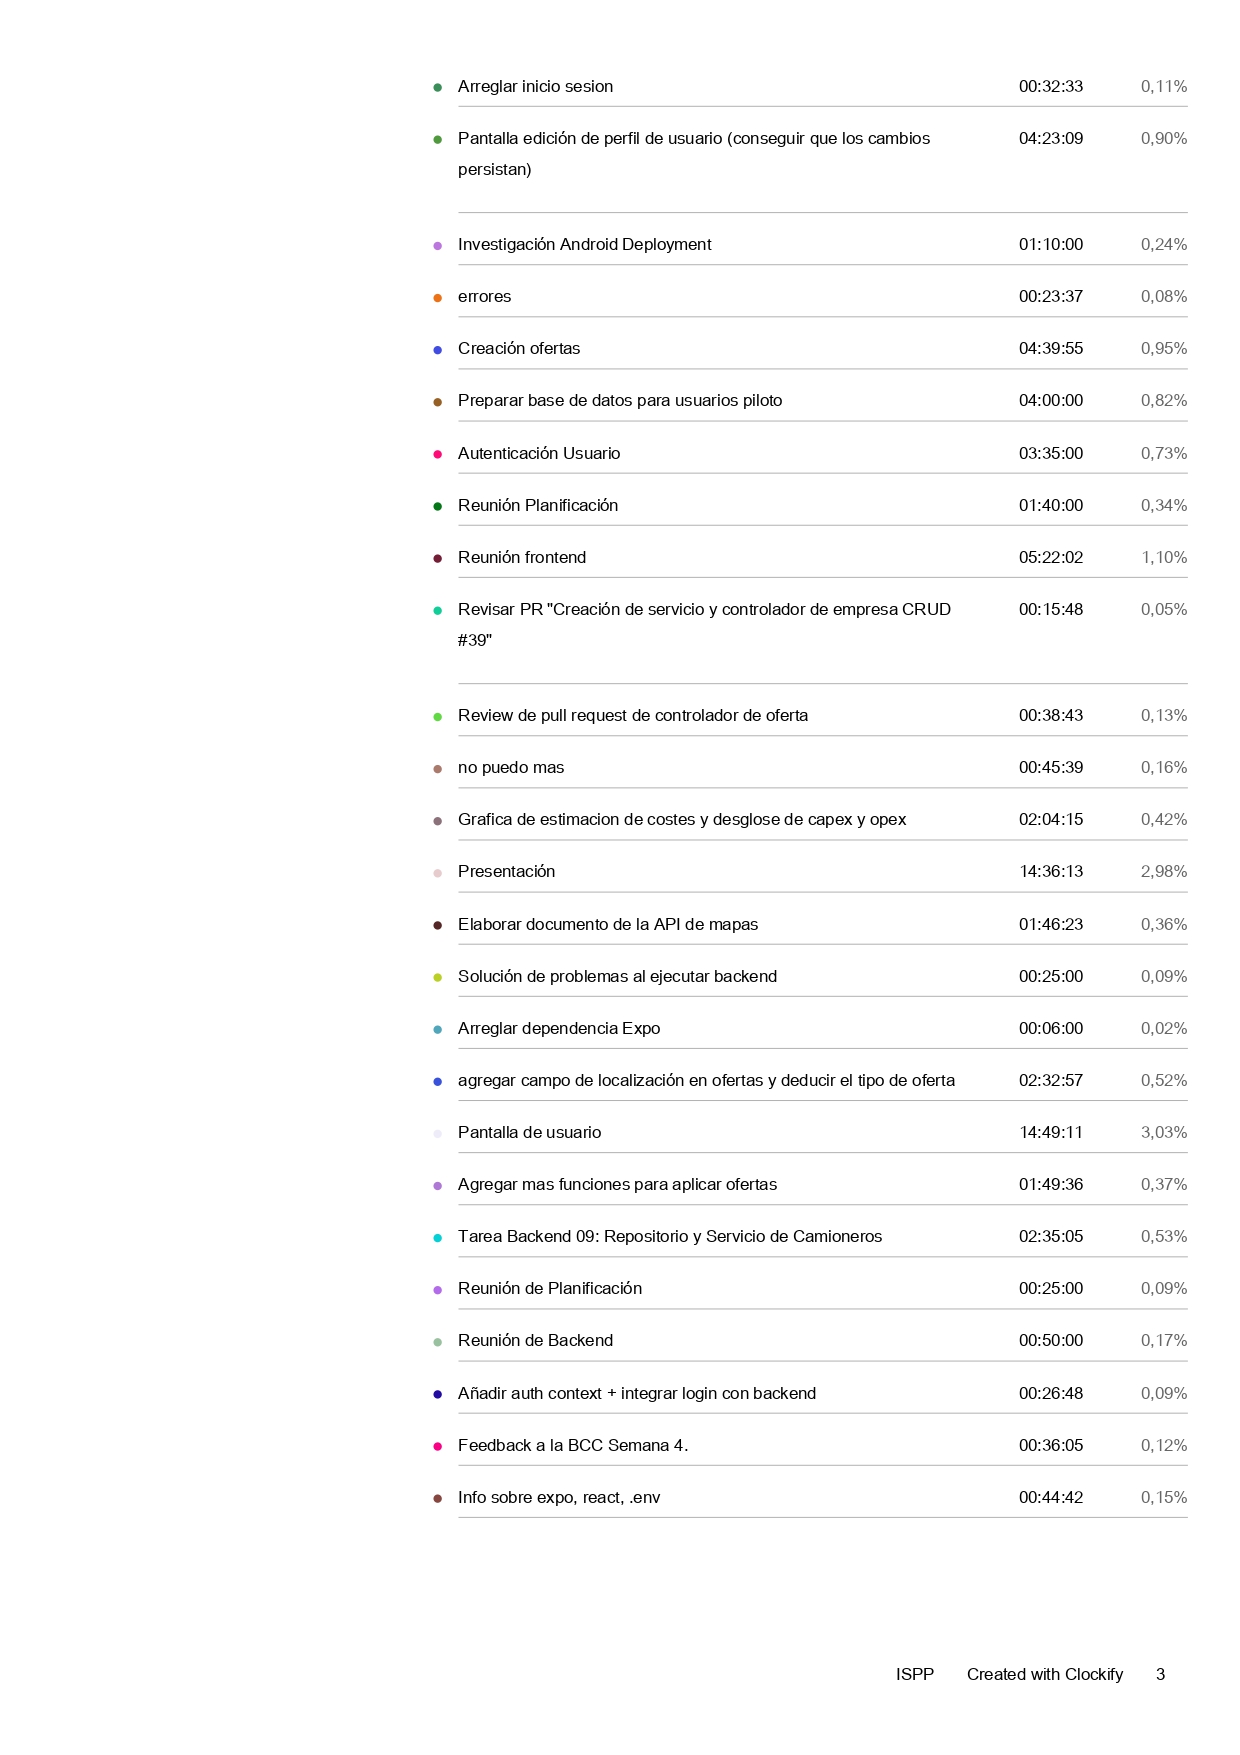 Arreglar inicio sesion 00:32:33 0,11%
Pantalla edición de perfil de usuario (conseguir que los cambios 04:23:09 0,90%
persistan)
Investigación Android Deployment 01:10:00 0,24%
errores 00:23:37 0,08%
Creación ofertas 04:39:55 0,95%
Preparar base de datos para usuarios piloto 04:00:00 0,82%
Autenticación Usuario 03:35:00 0,73%
Reunión Planificación 01:40:00 0,34%
Reunión frontend 05:22:02 1,10%
Revisar PR "Creación de servicio y controlador de empresa CRUD 00:15:48 0,05%
#39"
Review de pull request de controlador de oferta 00:38:43 0,13%
no puedo mas 00:45:39 0,16%
Grafica de estimacion de costes y desglose de capex y opex 02:04:15 0,42%
Presentación 14:36:13 2,98%
Elaborar documento de la API de mapas 01:46:23 0,36%
Solución de problemas al ejecutar backend 00:25:00 0,09%
Arreglar dependencia Expo 00:06:00 0,02%
agregar campo de localización en ofertas y deducir el tipo de oferta 02:32:57 0,52%
Pantalla de usuario 14:49:11 3,03%
Agregar mas funciones para aplicar ofertas 01:49:36 0,37%
Tarea Backend 09: Repositorio y Servicio de Camioneros 02:35:05 0,53%
Reunión de Planificación 00:25:00 0,09%
Reunión de Backend 00:50:00 0,17%
Añadir auth context + integrar login con backend 00:26:48 0,09%
Feedback a la BCC Semana 4. 00:36:05 0,12%
Info sobre expo, react, .env 00:44:42 0,15%
ISPP Created with Clockify 3